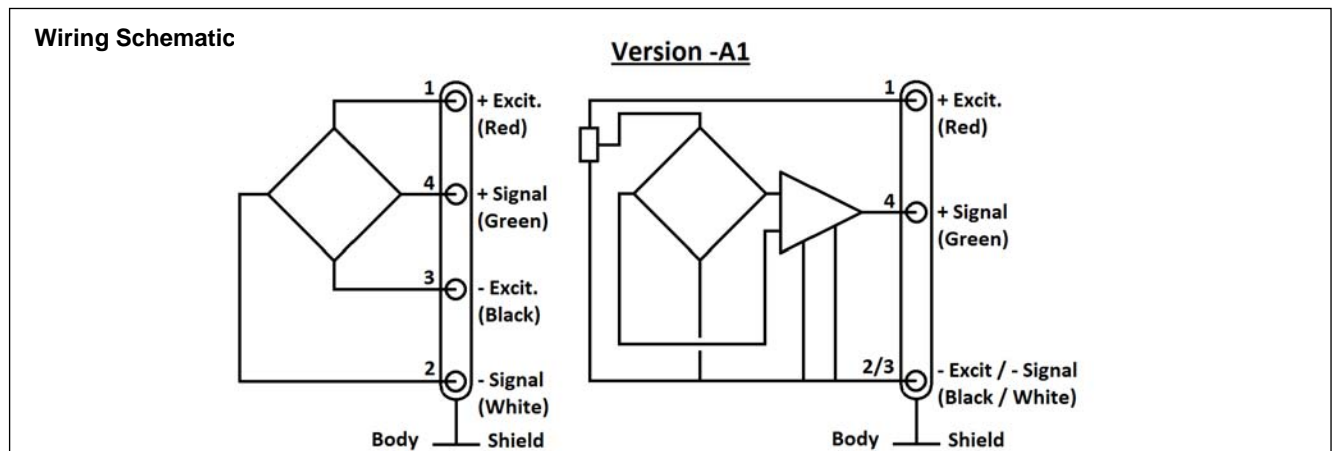 Wiring Schematic
Version -A1
1
+ Excit.
(Red)
4
+ Signal
(Green)
3
- Excit.
(Black)
2
- Signal
(White)
Body
Shield
1
+ Excit.
(Red)
4
+ Signal
(Green)
2/3
- Excit / - Signal
(Black / White)
Body
Shield